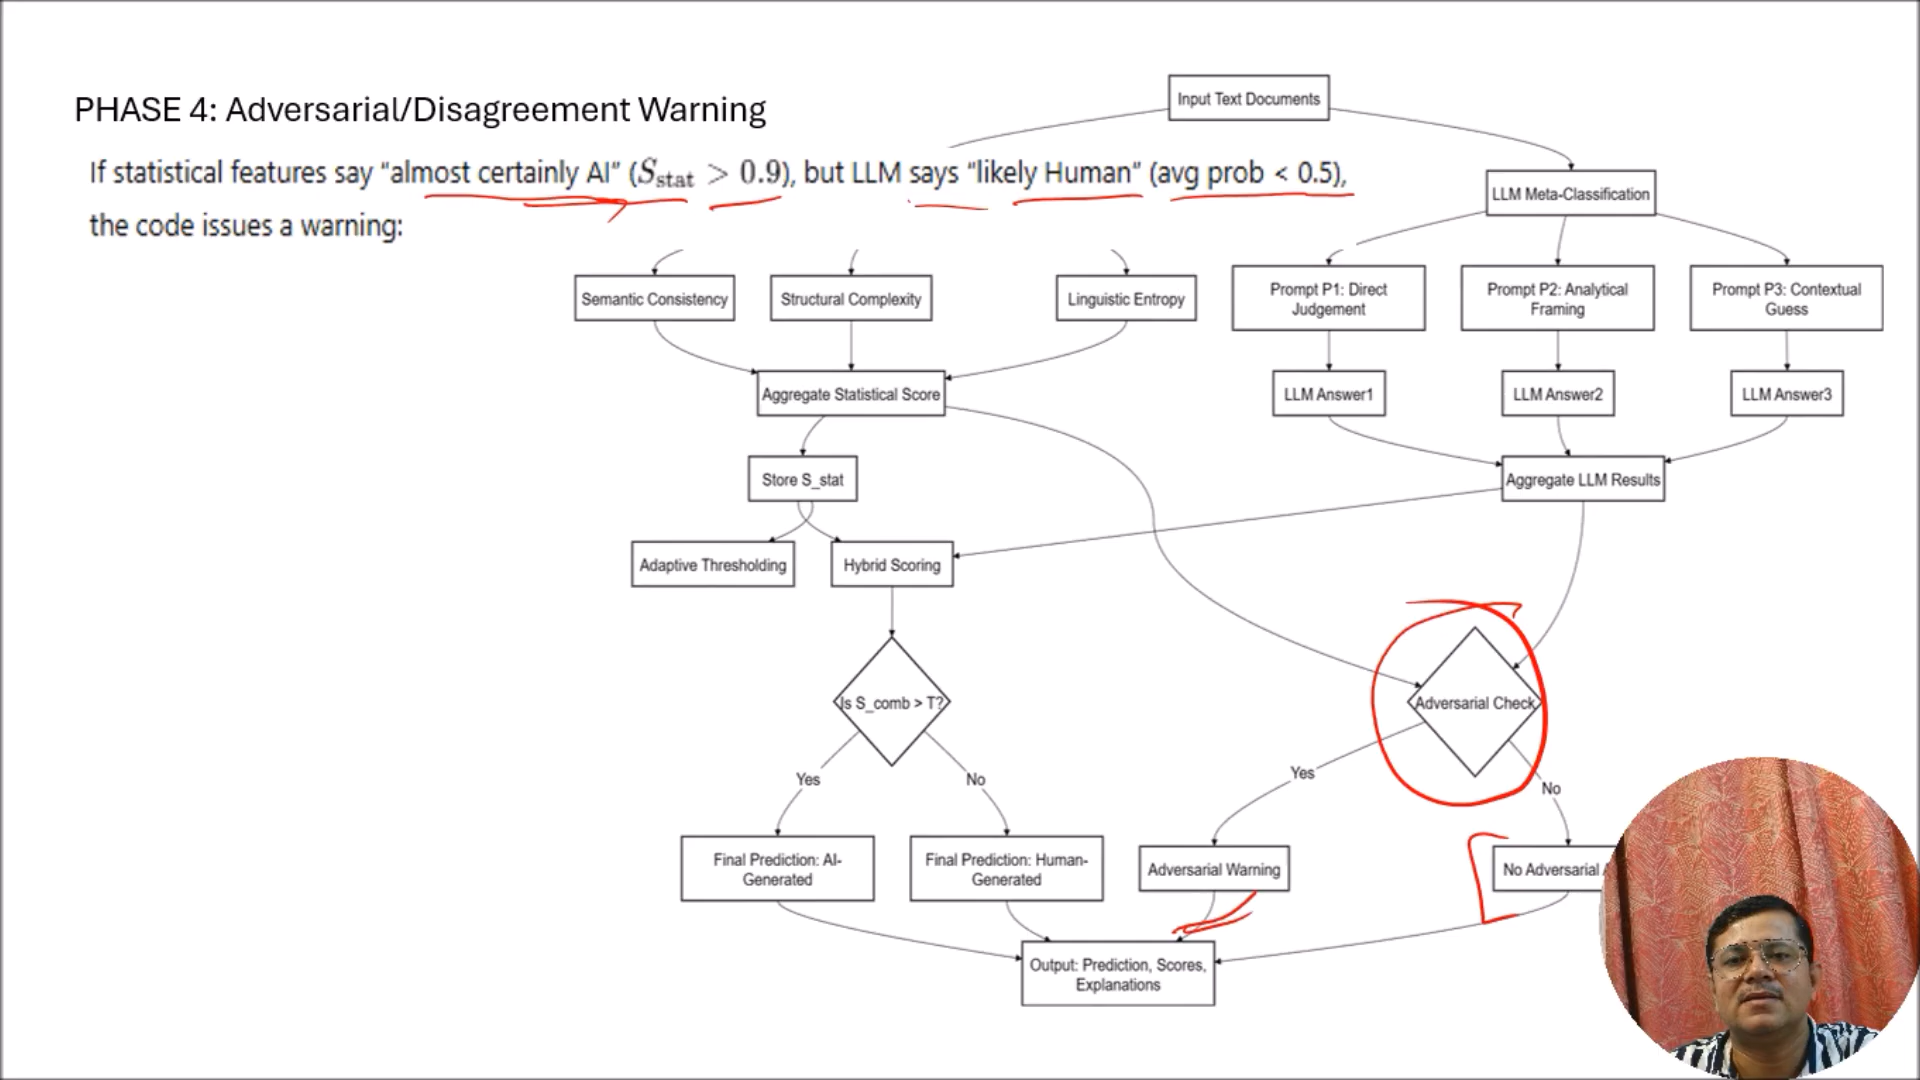 PHASE 4: Adversarial/Disagreement Warning
If statistical features say “almost certainly AI” (S_stat > 0.9), but LLM says “likely Human” (avg prob < 0.5),
the code issues a warning:
Input Text Documents
LLM Meta-Classification
Semantic Consistency
Structural Complexity
Linguistic Entropy
Prompt P1: Direct
Judgement
Prompt P2: Analytical
Framing
Prompt P3: Contextual
Guess
Aggregate Statistical Score
LLM Answer1
LLM Answer2
LLM Answer3
Store S_stat
Aggregate LLM Results
Adaptive Thresholding
Hybrid Scoring
Is S_comb > T?
Adversarial Check
Yes
No
Yes
No
Final Prediction: AI-
Generated
Final Prediction: Human-
Generated
Adversarial Warning
No Adversarial
Output: Prediction, Scores,
Explanations